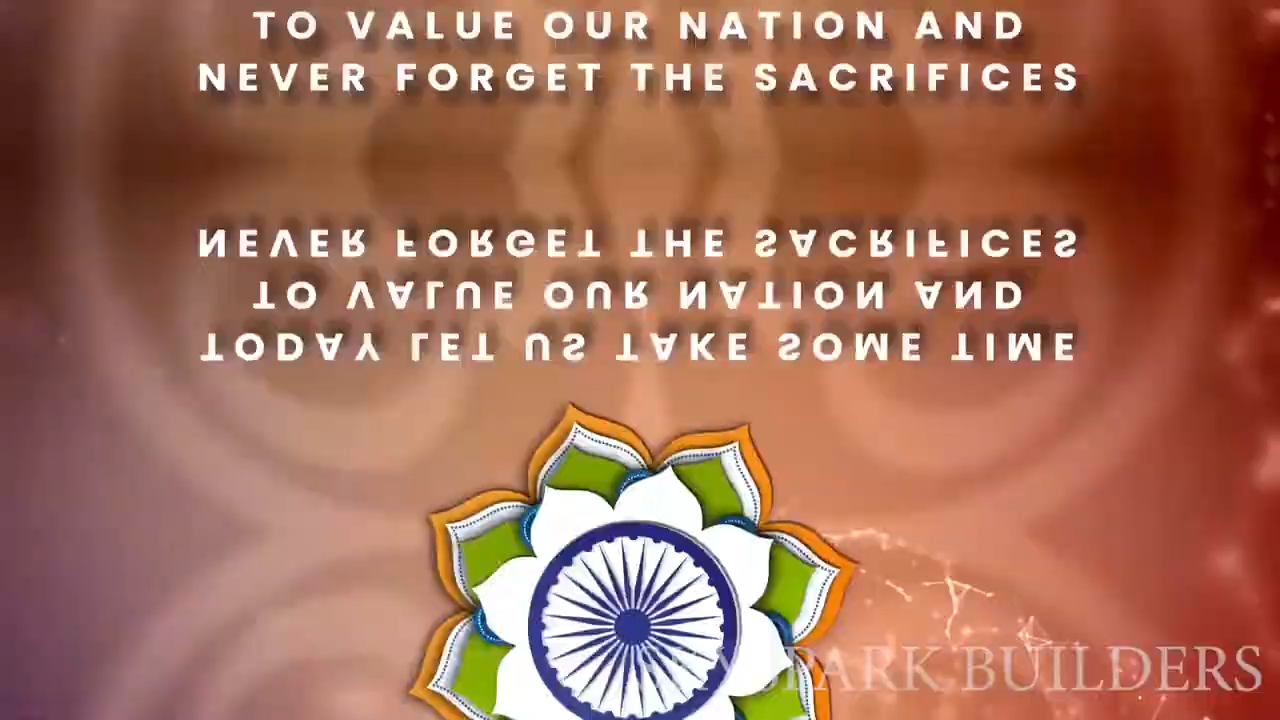 TO VALUE OUR NATION AND
NEVER FORGET THE SACRIFICES
NEVER FORGET THE SACRIFICES
TO VALUE OUR NATION AND
TODAY LET US TAKE SOME TIME
PARK BUILDERS